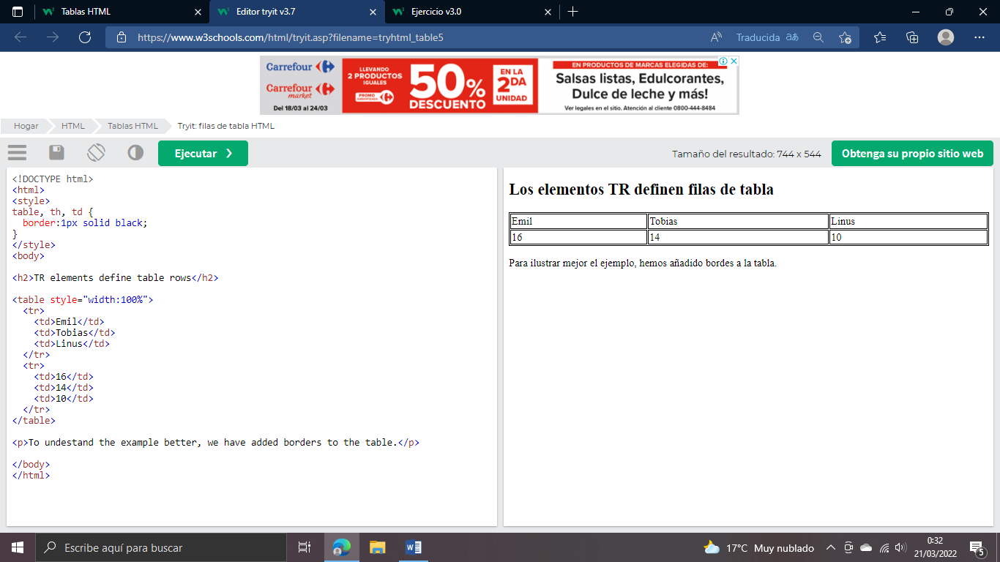 Tablas HTML
Editor tryit v3.7
Ejercicio v3.0
https://www.w3schools.com/html/tryit.asp?filename=tryhtml_table5
Traducida
Carrefour
Carrefour
market
Del 18/03 al 24/03
LLEVANDO
2 PRODUCTOS
IGUALES
PROMO
50%
DESCUENTO
EN LA
2DA
UNIDAD
EN PRODUCTOS DE MARCAS ELEGIDAS DE:
Salsas listas, Edulcorantes,
Dulce de leche y más!
Ver legales en el sitio. Atención al cliente 0800-444-8484
Hogar
HTML
Tablas HTML
Tryit: filas de tabla HTML
Ejecutar ❯
Tamaño del resultado: 744 x 544
Obtenga su propio sitio web
<!DOCTYPE html>
<html>
<style>
table, th, td {
  border:1px solid black;
}
</style>
<body>
<h2>TR elements define table rows</h2>
<table style="width:100%">
  <tr>
    <td>Emil</td>
    <td>Tobias</td>
    <td>Linus</td>
  </tr>
  <tr>
    <td>16</td>
    <td>14</td>
    <td>10</td>
  </tr>
</table>
<p>To undestand the example better, we have added borders to the table.</p>
</body>
</html>
Los elementos TR definen filas de tabla
Emil Tobias Linus
16 14 10
Para ilustrar mejor el ejemplo, hemos añadido bordes a la tabla.
Escribe aquí para buscar
17°C Muy nublado
0:32
21/03/2022
5